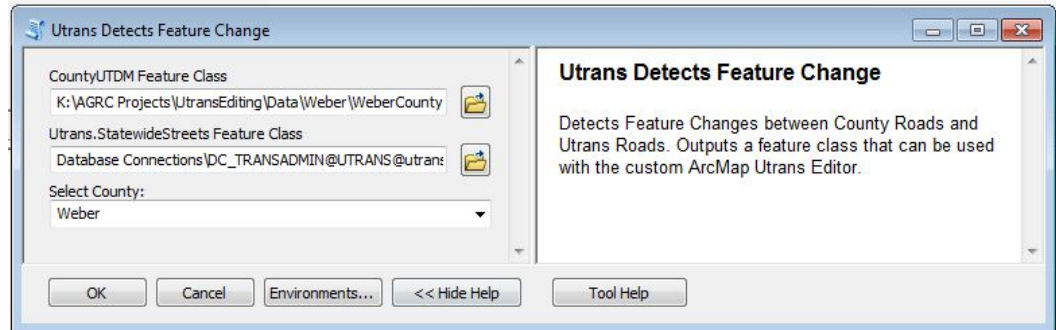 Utrans Detects Feature Change
CountyUTDM Feature Class
K:\AGRC Projects\UtransEditing\Data\Weber\WeberCounty
Utrans.StatewideStreets Feature Class
Database Connections\DC_TRANSADMIN@UTRANS@utrans
Select County:
Weber
OK
Cancel
Environments...
<< Hide Help
Utrans Detects Feature Change
Detects Feature Changes between County Roads and
Utrans Roads. Outputs a feature class that can be used
with the custom ArcMap Utrans Editor.
Tool Help